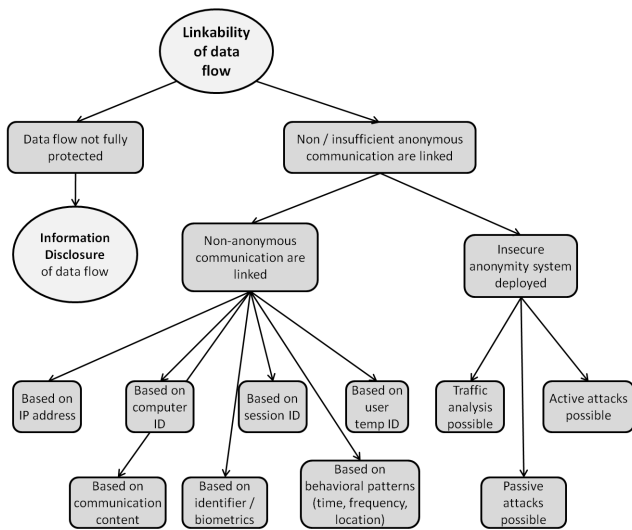 Linkability
of data
flow
Data flow not fully
protected
Non / insufficient anonymous
communication are linked
Information
Disclosure
of data flow
Non-anonymous
communication are
linked
Insecure
anonymity system
deployed
Based on
IP address
Based on
computer
ID
Based on
session ID
Based on
user
temp ID
Traffic
analysis
possible
Active attacks
possible
Based on
communication
content
Based on
identifier /
biometrics
Based on
behavioral patterns
(time, frequency,
location)
Passive
attacks
possible